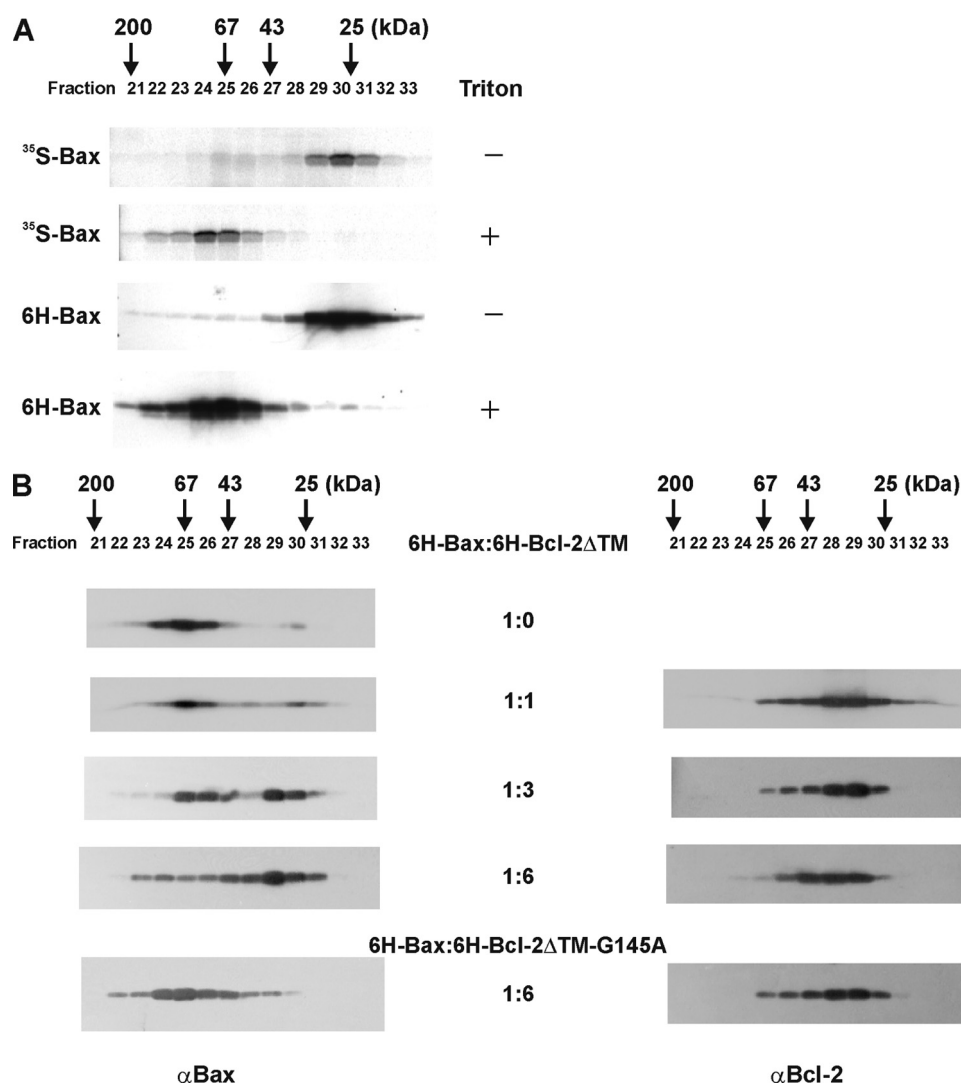 A
200 67 43 25 (kDa)
Fraction 21 22 23 24 25 26 27 28 29 30 31 32 33 Triton
³⁵S-Bax −
³⁵S-Bax +
6H-Bax −
6H-Bax +
B
200 67 43 25 (kDa) 200 67 43 25 (kDa)
Fraction 21 22 23 24 25 26 27 28 29 30 31 32 33 6H-Bax:6H-Bcl-2ΔTM 21 22 23 24 25 26 27 28 29 30 31 32 33
1:0
1:1
1:3
1:6
6H-Bax:6H-Bcl-2ΔTM-G145A
1:6
αBax αBcl-2